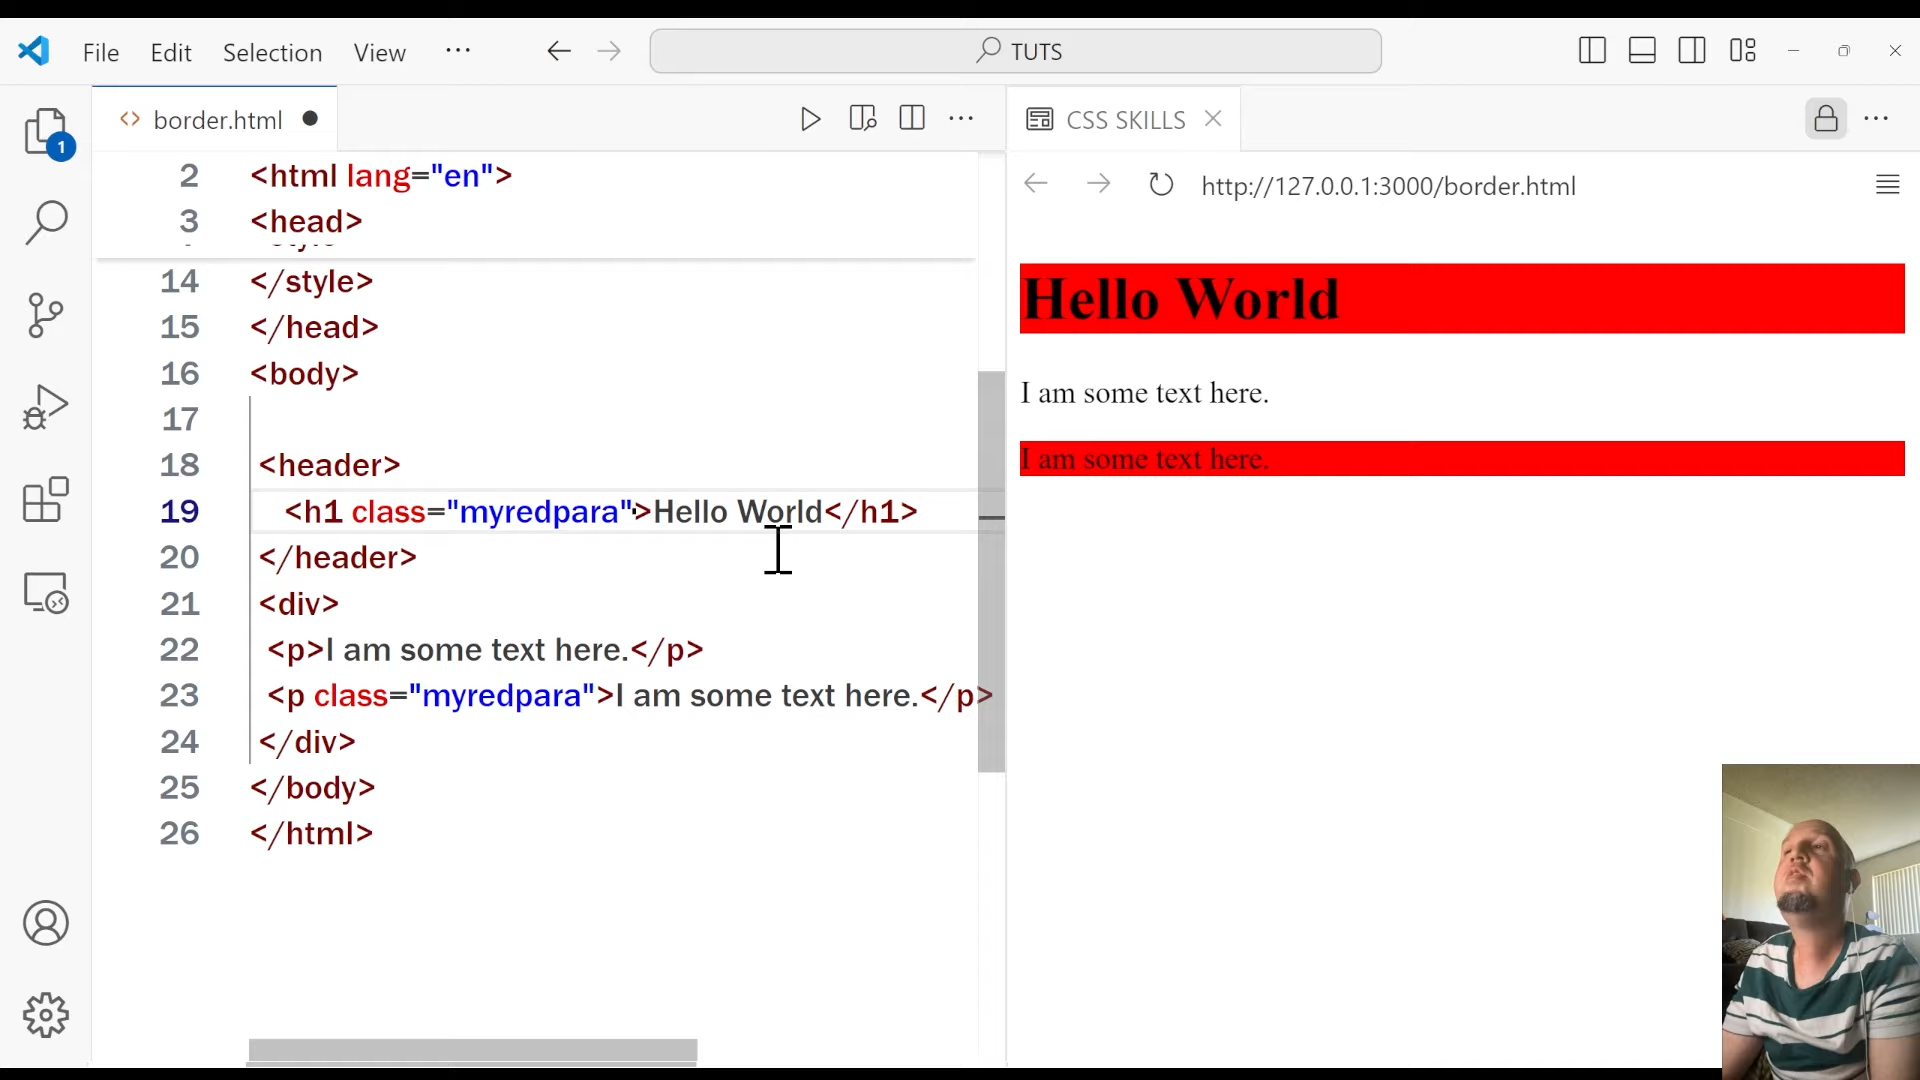 File Edit Selection View ··· TUTS
border.html
CSS SKILLS
http://127.0.0.1:3000/border.html
1
2 <html lang="en">
3 <head>
14 </style>
15 </head>
16 <body>
17
18 <header>
19 <h1 class="myredpara">Hello World</h1>
20 </header>
21 <div>
22 <p>I am some text here.</p>
23 <p class="myredpara">I am some text here.</p>
24 </div>
25 </body>
26 </html>
Hello World
I am some text here.
I am some text here.